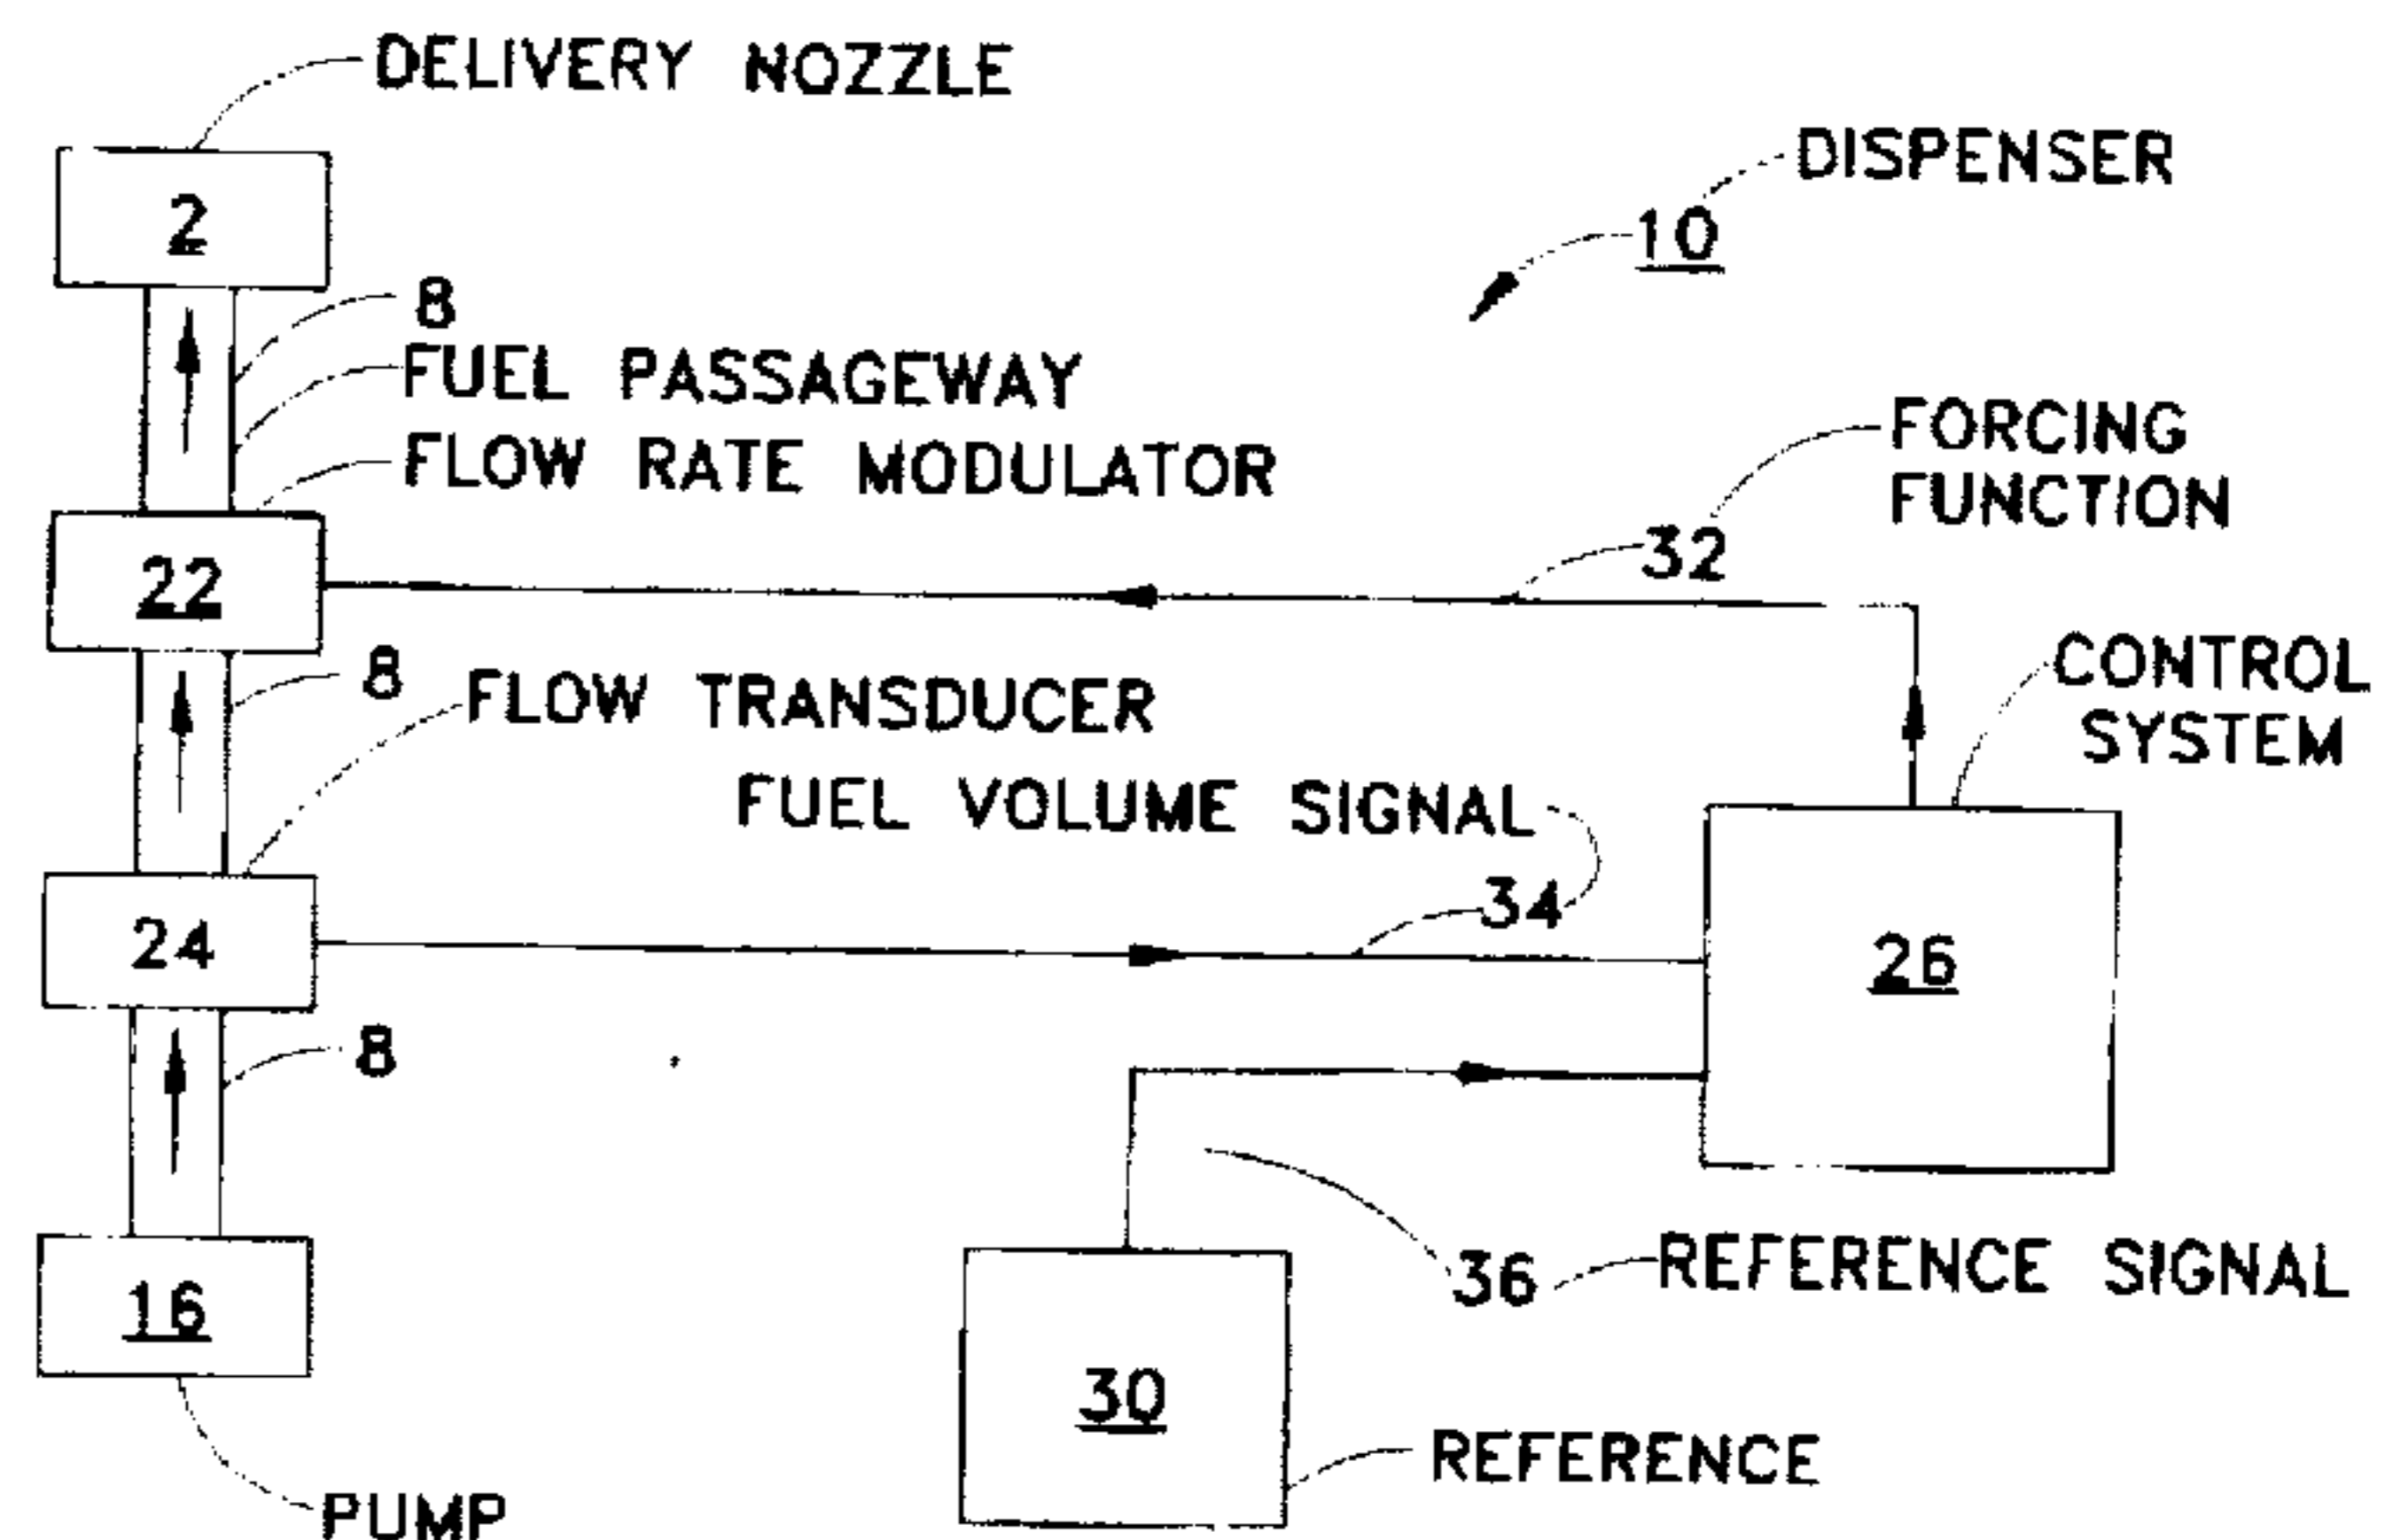 DELIVERY NOZZLE
DISPENSER
2
10
8
FUEL PASSAGEWAY
FORCING
FLOW RATE MODULATOR
FUNCTION
32
22
8
FLOW TRANSDUCER
CONTROL
SYSTEM
FUEL VOLUME SIGNAL
34
24
26
8
36
REFERENCE SIGNAL
16
30
REFERENCE
PUMP